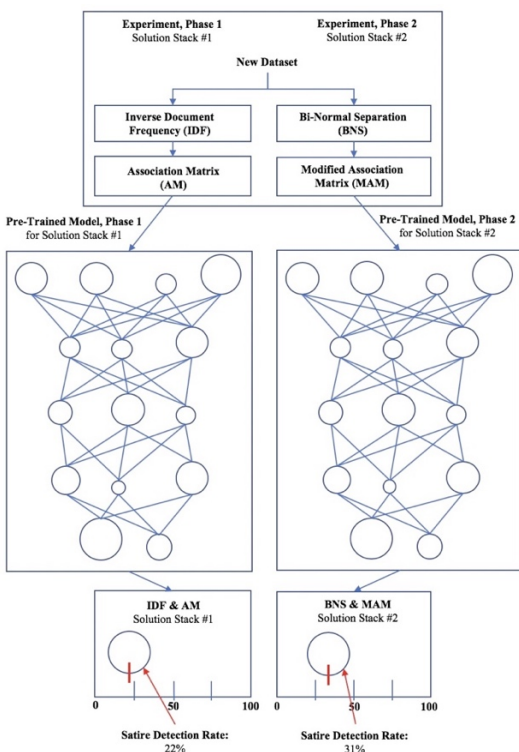 Experiment, Phase 1
Solution Stack #1
Experiment, Phase 2
Solution Stack #2
New Dataset
Inverse Document
Frequency (IDF)
Bi-Normal Separation
(BNS)
Association Matrix
(AM)
Modified Association
Matrix (MAM)
Pre-Trained Model, Phase 1
for Solution Stack #1
Pre-Trained Model, Phase 2
for Solution Stack #2
IDF & AM
Solution Stack #1
0 50 100
Satire Detection Rate:
22%
BNS & MAM
Solution Stack #2
0 50 100
Satire Detection Rate:
31%